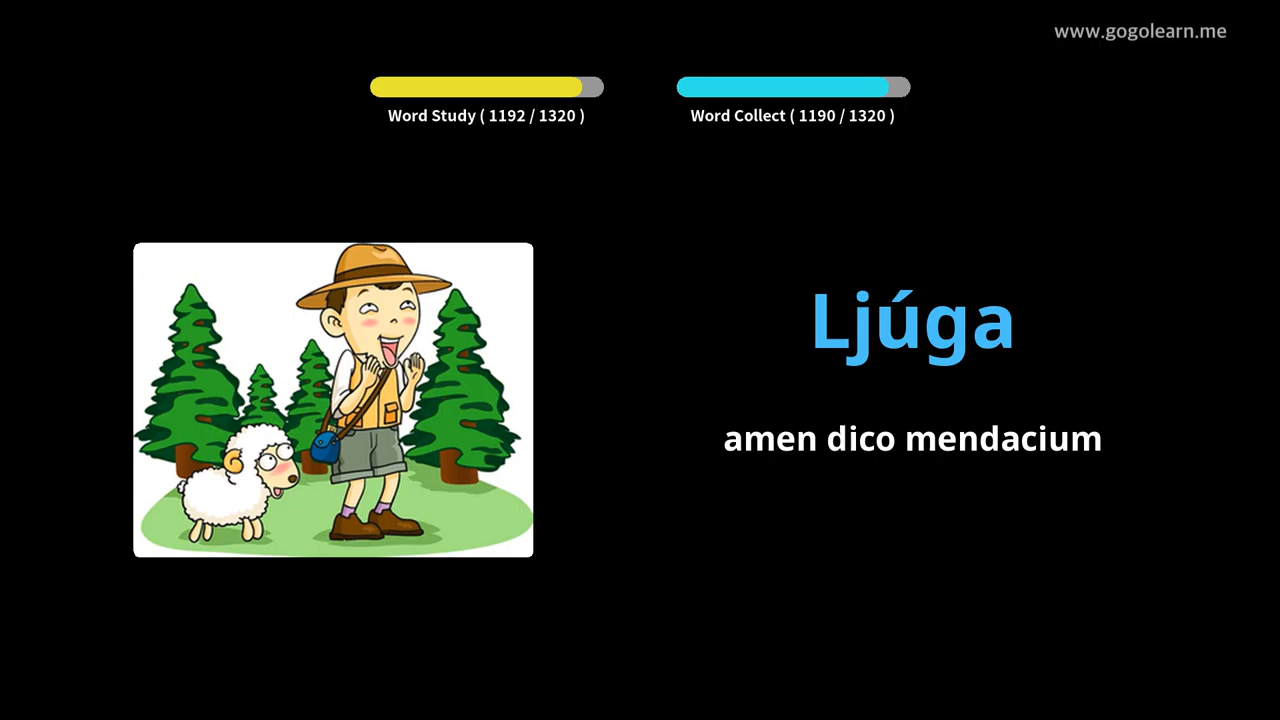 www.gogolearn.me
Word Study ( 1192 / 1320 )
Word Collect ( 1190 / 1320 )
Ljúga
amen dico mendacium